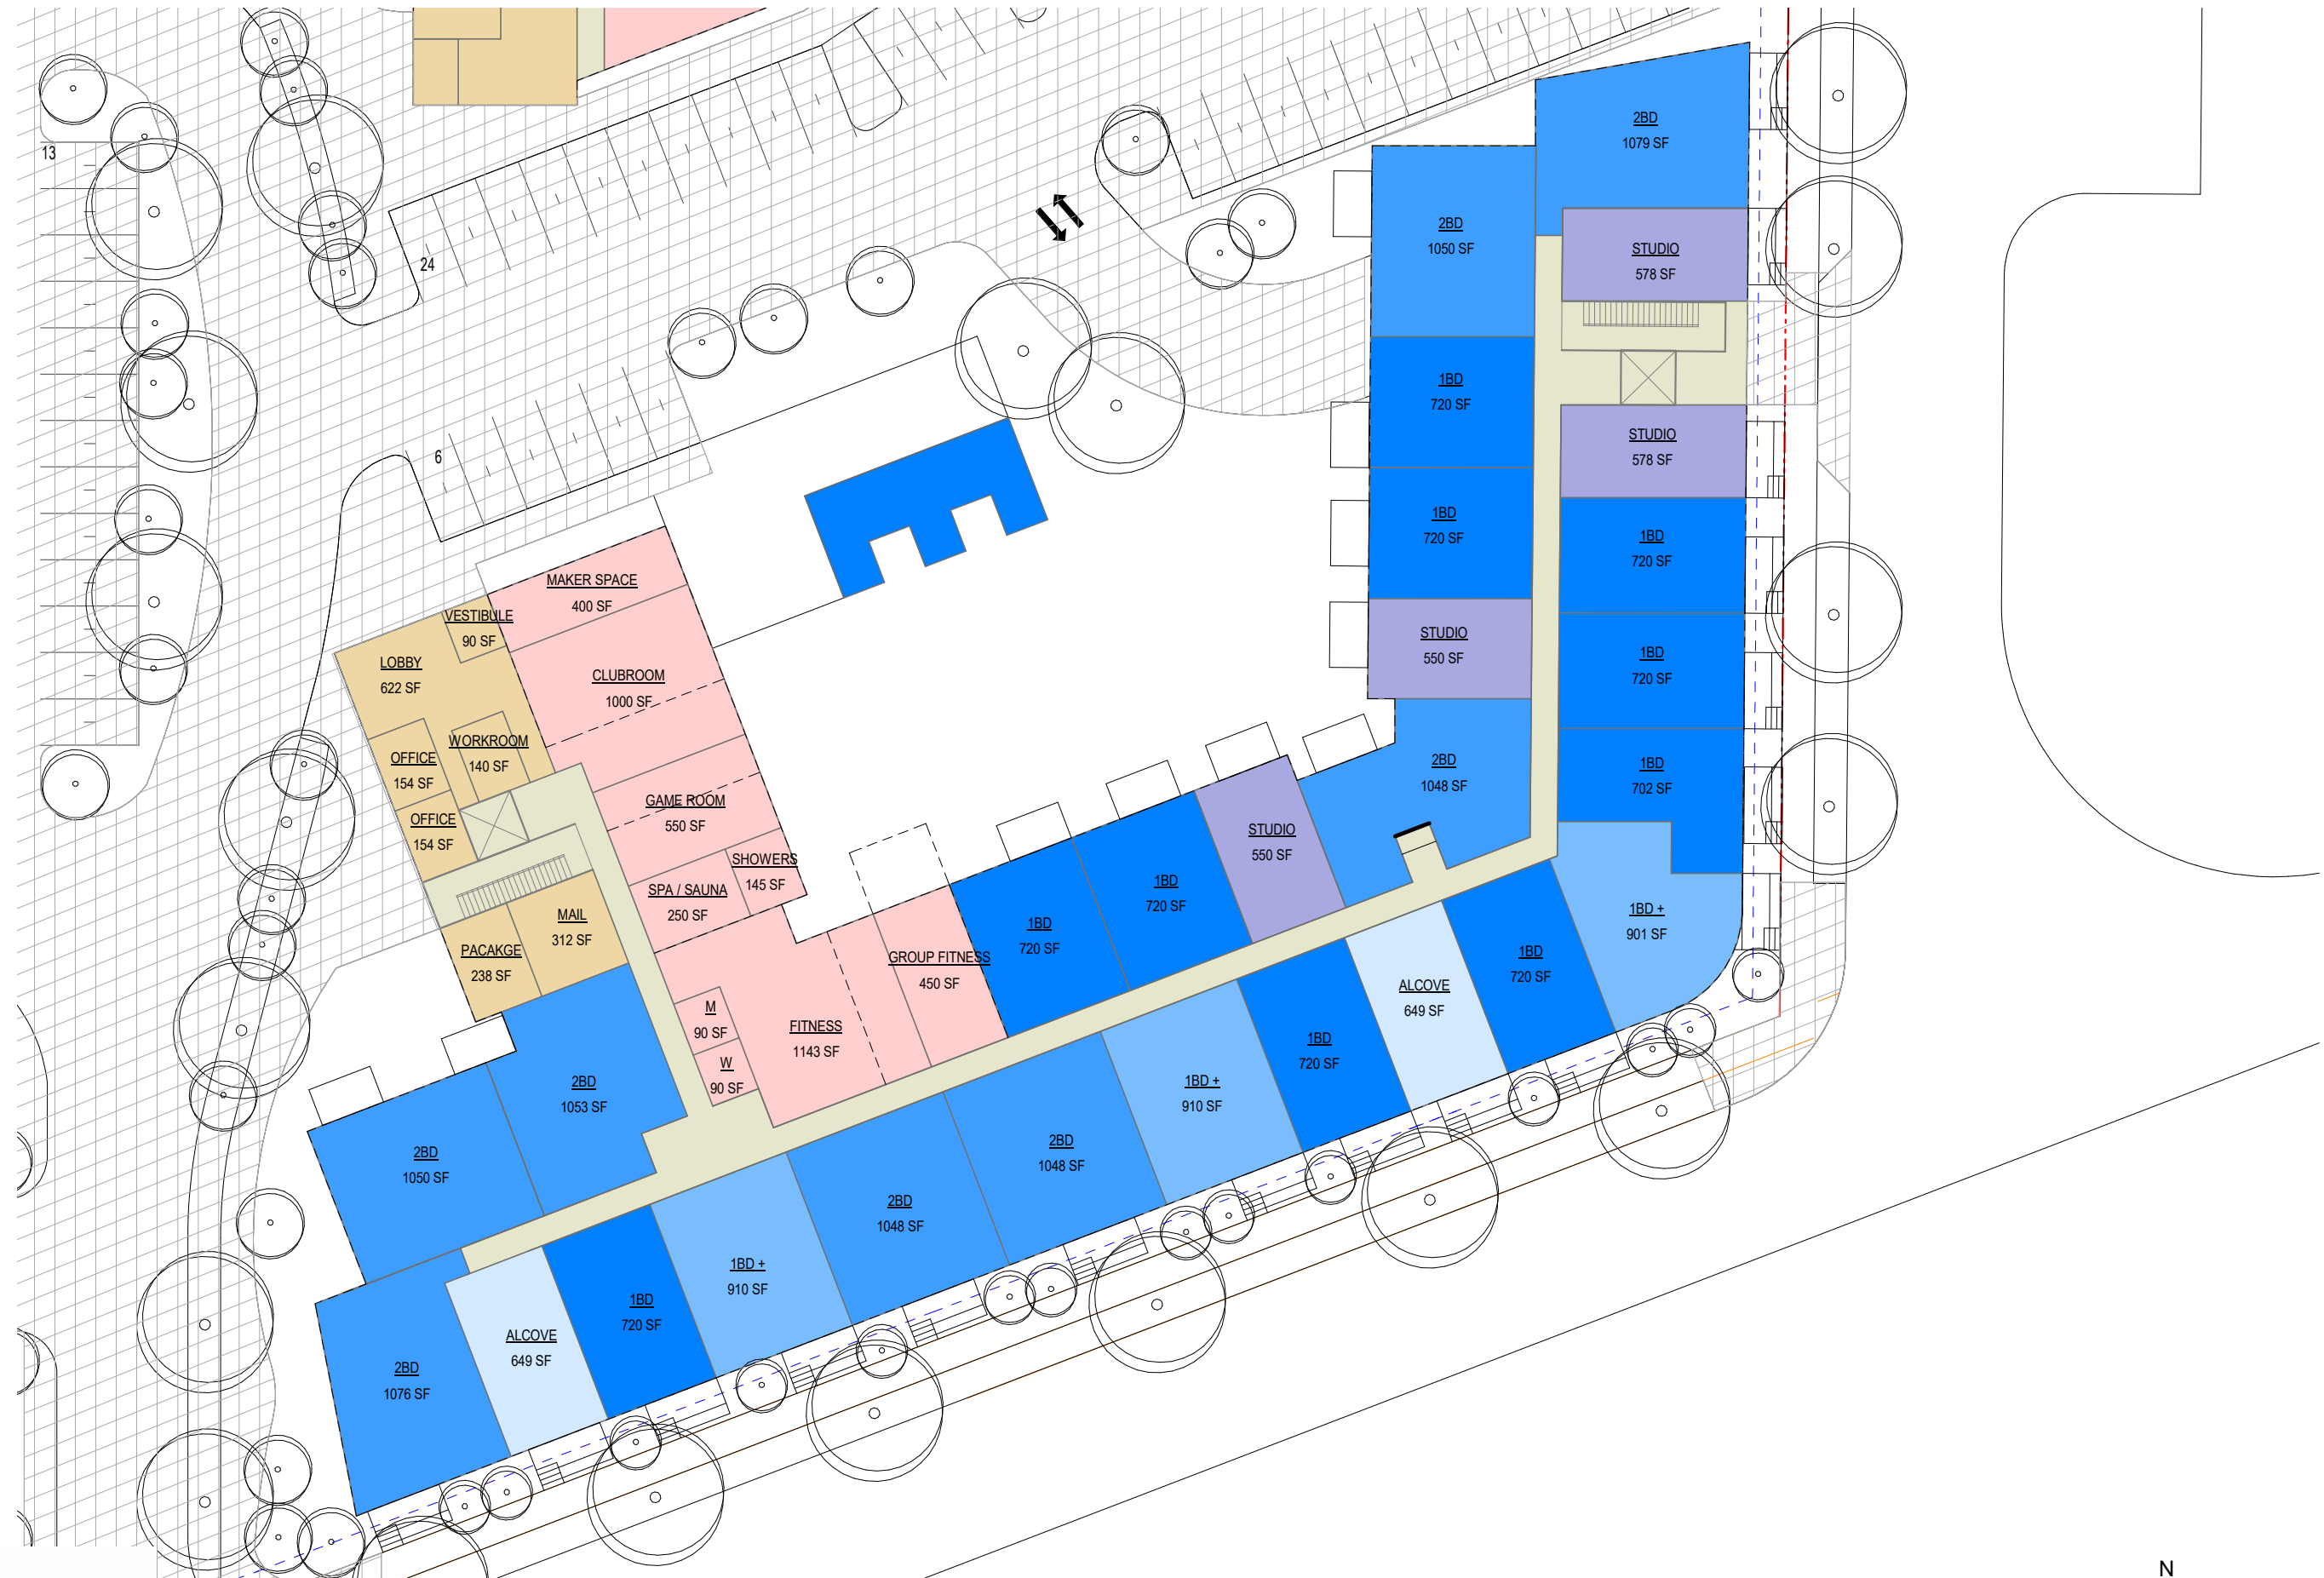 13
24
6
2BD
1079 SF
2BD
1050 SF
STUDIO
578 SF
1BD
720 SF
STUDIO
578 SF
1BD
720 SF
1BD
720 SF
STUDIO
550 SF
1BD
720 SF
2BD
1048 SF
1BD
702 SF
1BD +
901 SF
MAKER SPACE
400 SF
VESTIBULE
90 SF
LOBBY
622 SF
CLUBROOM
1000 SF
WORKROOM
140 SF
OFFICE
154 SF
OFFICE
154 SF
GAME ROOM
550 SF
SHOWERS
145 SF
SPA / SAUNA
250 SF
MAIL
312 SF
PACAKGE
238 SF
M
90 SF
W
90 SF
FITNESS
1143 SF
GROUP FITNESS
450 SF
1BD
720 SF
1BD
720 SF
STUDIO
550 SF
2BD
1053 SF
2BD
1050 SF
2BD
1076 SF
ALCOVE
649 SF
1BD
720 SF
1BD +
910 SF
2BD
1048 SF
2BD
1048 SF
1BD +
910 SF
1BD
720 SF
ALCOVE
649 SF
1BD
720 SF
N